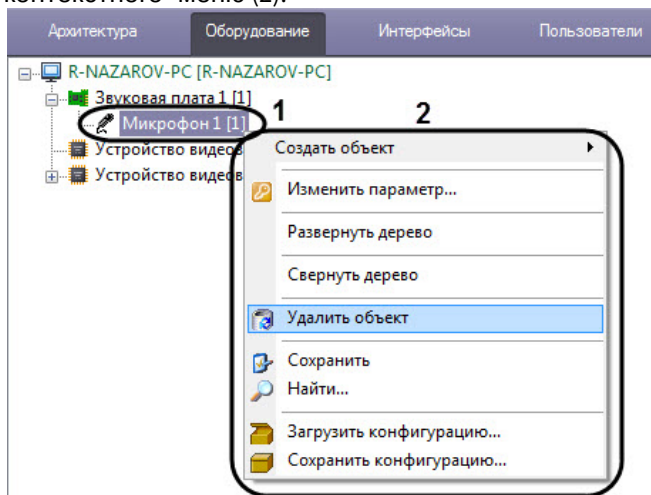 контекстного меню (2).
Архитектура Оборудование Интерфейсы Пользователи
R-NAZAROV-PC [R-NAZAROV-PC]
Звуковая плата 1 [1]
Микрофон 1 [1]
1 2
Устройство
Устройство
Создать объект
Изменить параметр...
Развернуть дерево
Свернуть дерево
Удалить объект
Сохранить
Найти...
Загрузить конфигурацию...
Сохранить конфигурацию...